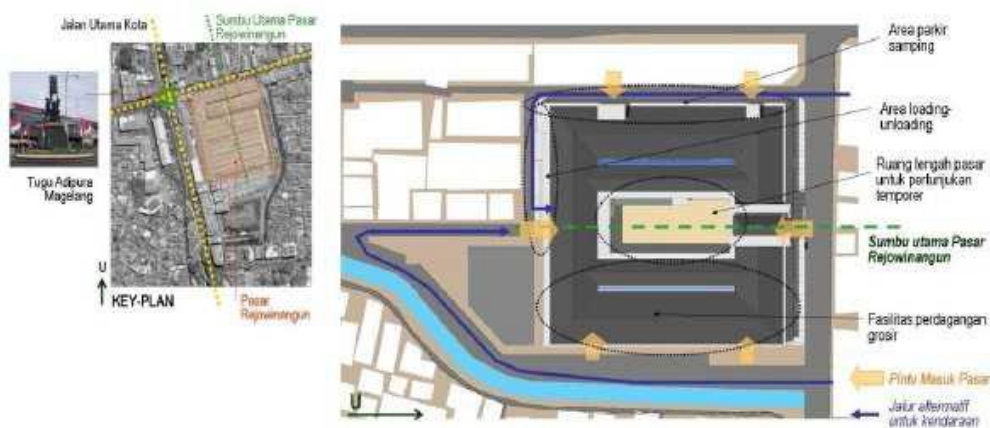 Jalan Utama Kota
Sumbu Utama Pasar
Rejowinangun
Tugu Adipura
Magelang
U
KEY-PLAN
Pasar
Rejowinangun
Area parkir
samping
Area loading-
unloading
Ruang tengah pasar
untuk pertunjukan
temporer
Sumbu utama Pasar
Rejowinangun
Fasilitas perdagangan
grosir
Pintu Masuk Pasar
Jalur alternatif
untuk kendaraan
U